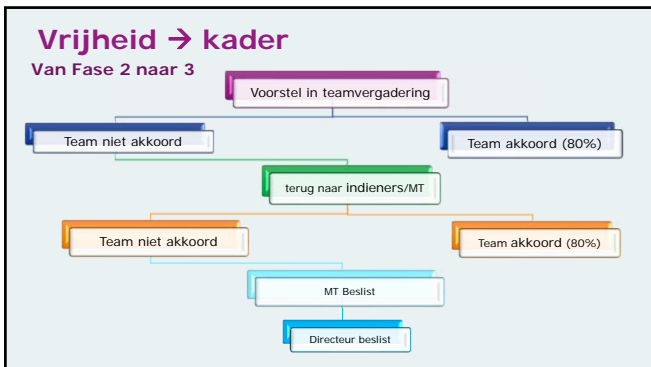 Vrijheid → kader
Van Fase 2 naar 3
Voorstel in teamvergadering
Team niet akkoord
Team akkoord (80%)
terug naar indieners/MT
Team niet akkoord
Team akkoord (80%)
MT Beslist
Directeur beslist